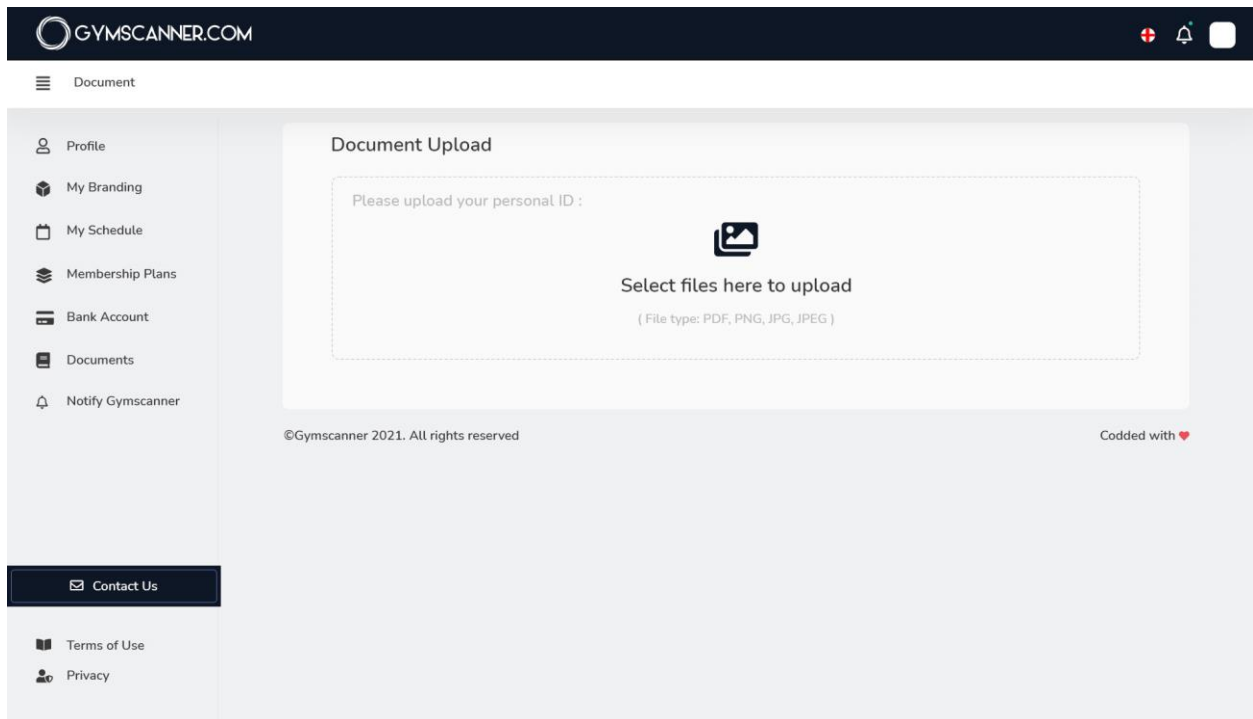 GYMSCANNER.COM
Document
Profile
My Branding
My Schedule
Membership Plans
Bank Account
Documents
Notify Gymscanner
Contact Us
Terms of Use
Privacy
Document Upload
Please upload your personal ID :
Select files here to upload
( File type: PDF, PNG, JPG, JPEG )
©Gymscanner 2021. All rights reserved
Codded with